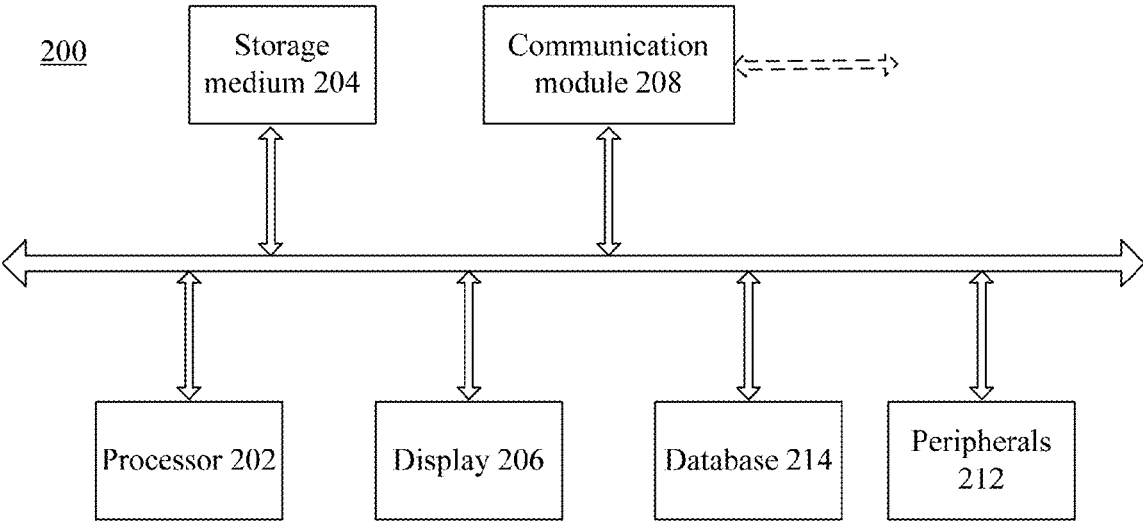 200
Storage
medium 204
Communication
module 208
Processor 202
Display 206
Database 214
Peripherals
212